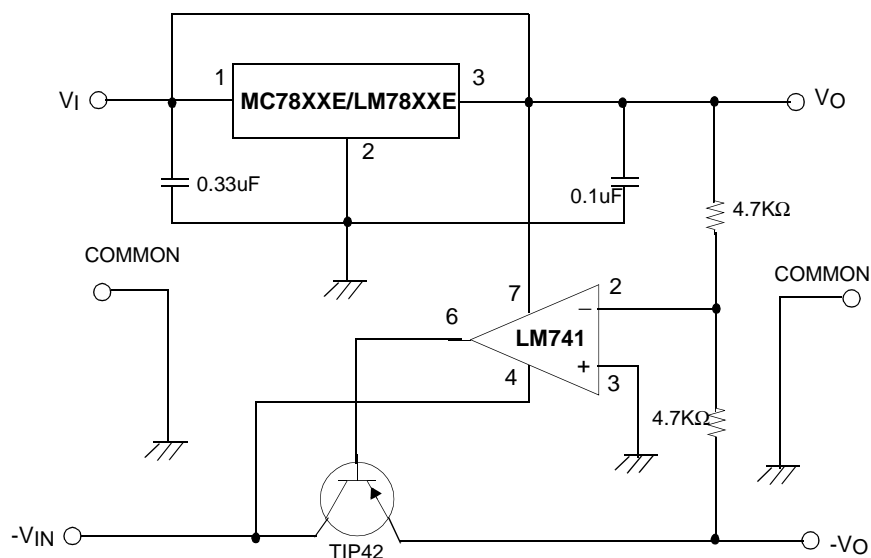 1
3
MC78XXE/LM78XXE
VI
VO
2
0.33uF
0.1uF
4.7KΩ
COMMON
COMMON
7
2
6
−
LM741
+
4
3
4.7KΩ
-VIN
TIP42
-VO